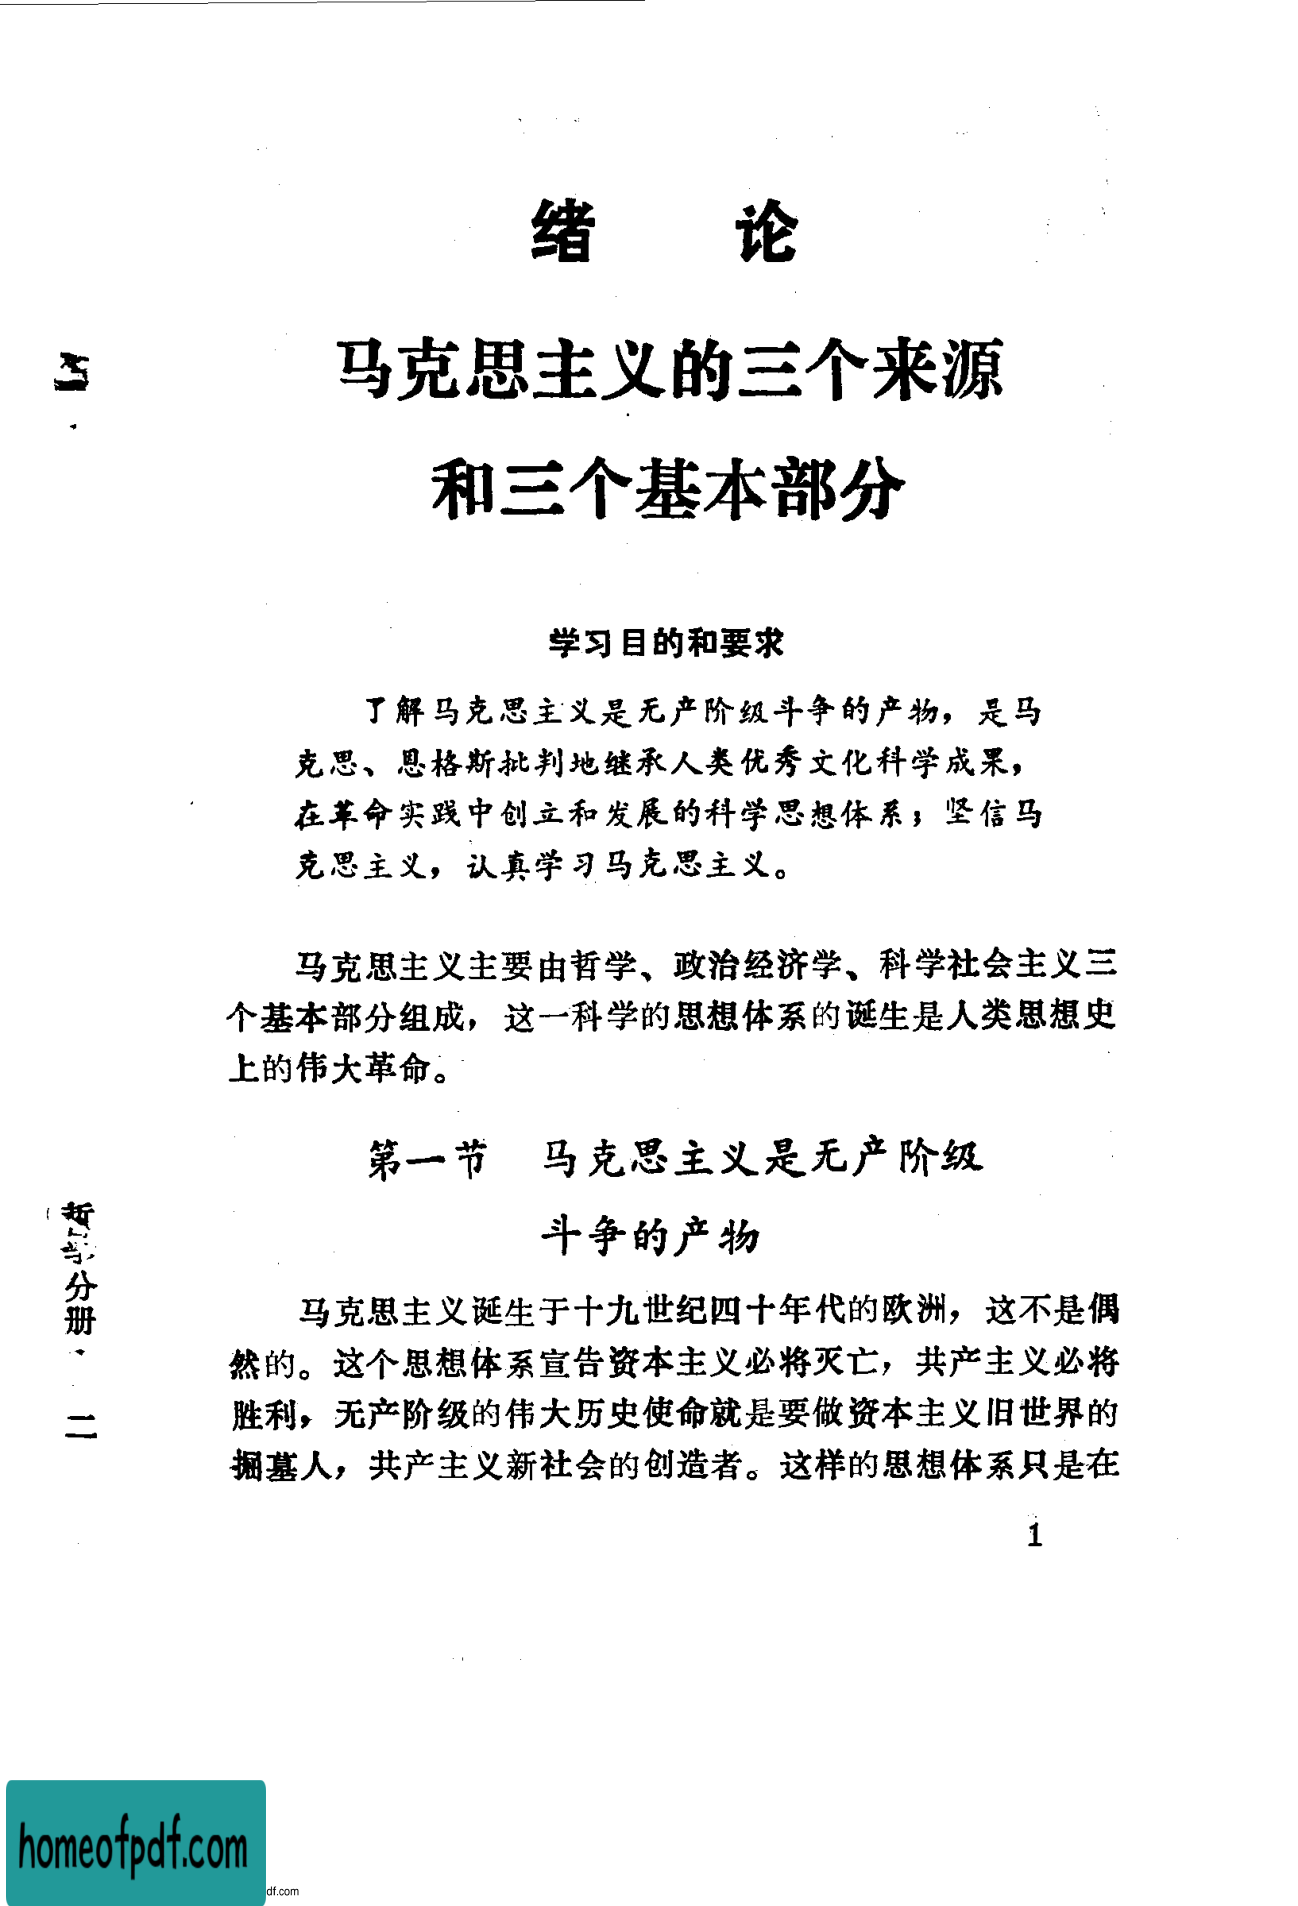 绪 论
马克思主义的三个来源
和三个基本部分
学习目的和要求
了解马克思主义是无产阶级斗争的产物，是马
克思、恩格斯批判地继承人类优秀文化科学成果，
在革命实践中创立和发展的科学思想体系；坚信马
克思主义，认真学习马克思主义。
马克思主义主要由哲学、政治经济学、科学社会主义三
个基本部分组成，这一科学的思想体系的诞生是人类思想史
上的伟大革命。
第一节 马克思主义是无产阶级
斗争的产物
马克思主义诞生于十九世纪四十年代的欧洲，这不是偶
然的。这个思想体系宣告资本主义必将灭亡，共产主义必将
胜利，无产阶级的伟大历史使命就是要做资本主义旧世界的
掘墓人，共产主义新社会的创造者。这样的思想体系只是在
1
哲学分册·二
homeofpdf.com
df.com